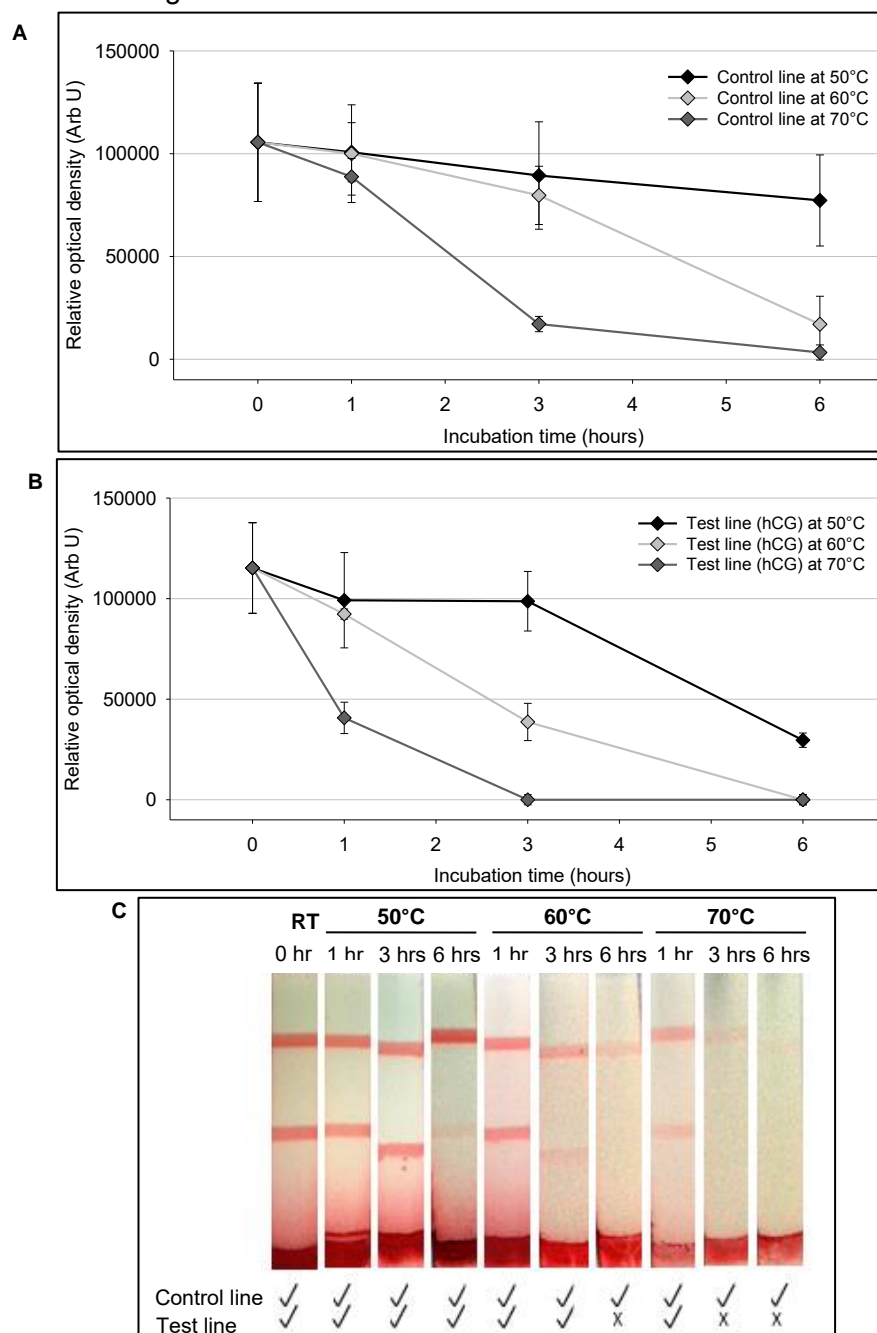 A
150000
100000
50000
0
Relative optical density (Arb U)
Control line at 50°C
Control line at 60°C
Control line at 70°C
0 1 2 3 4 5 6
Incubation time (hours)
B
150000
100000
50000
0
Relative optical density (Arb U)
Test line (hCG) at 50°C
Test line (hCG) at 60°C
Test line (hCG) at 70°C
0 1 2 3 4 5 6
Incubation time (hours)
C
RT 50°C 60°C 70°C
0 hr 1 hr 3 hrs 6 hrs 1 hr 3 hrs 6 hrs 1 hr 3 hrs 6 hrs
Control line ✓ ✓ ✓ ✓ ✓ ✓ ✓ ✓ ✓ ✓
Test line ✓ ✓ ✓ ✓ ✓ ✓ x ✓ x x